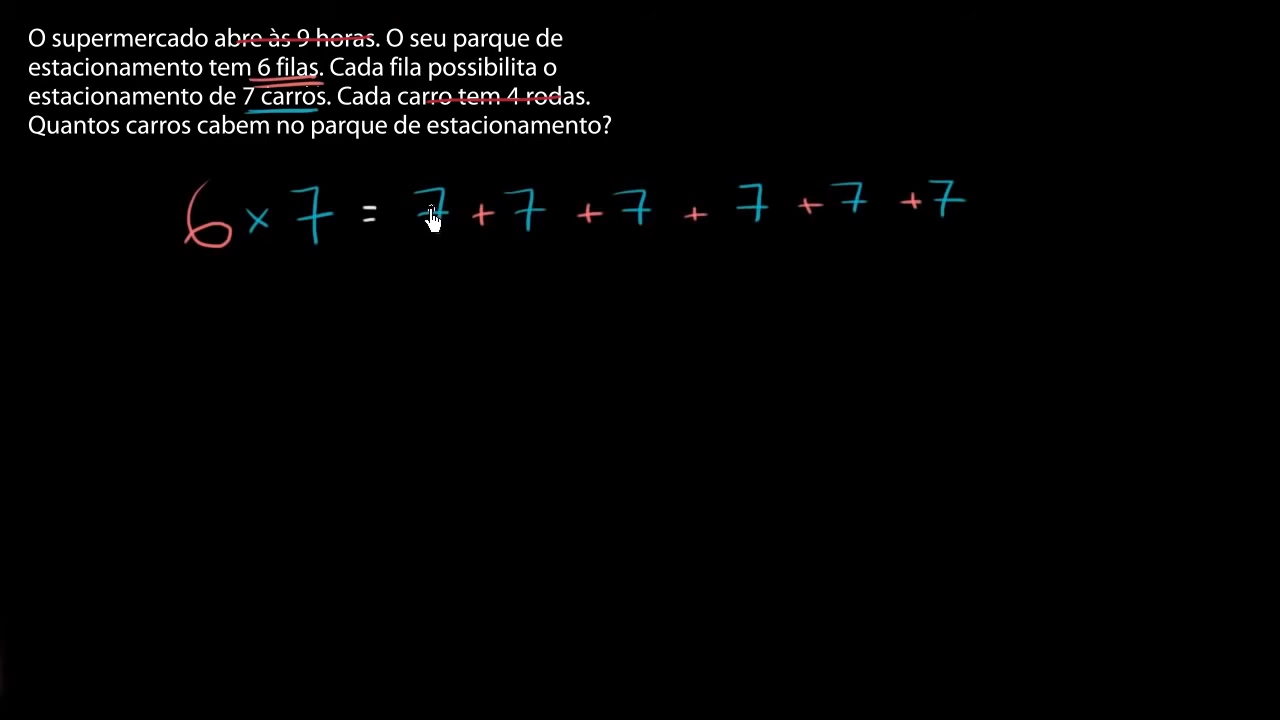 O supermercado abre às 9 horas. O seu parque de
estacionamento tem 6 filas. Cada fila possibilita o
estacionamento de 7 carros. Cada carro tem 4 rodas.
Quantos carros cabem no parque de estacionamento?
6 × 7 = 7 + 7 + 7 + 7 + 7 + 7